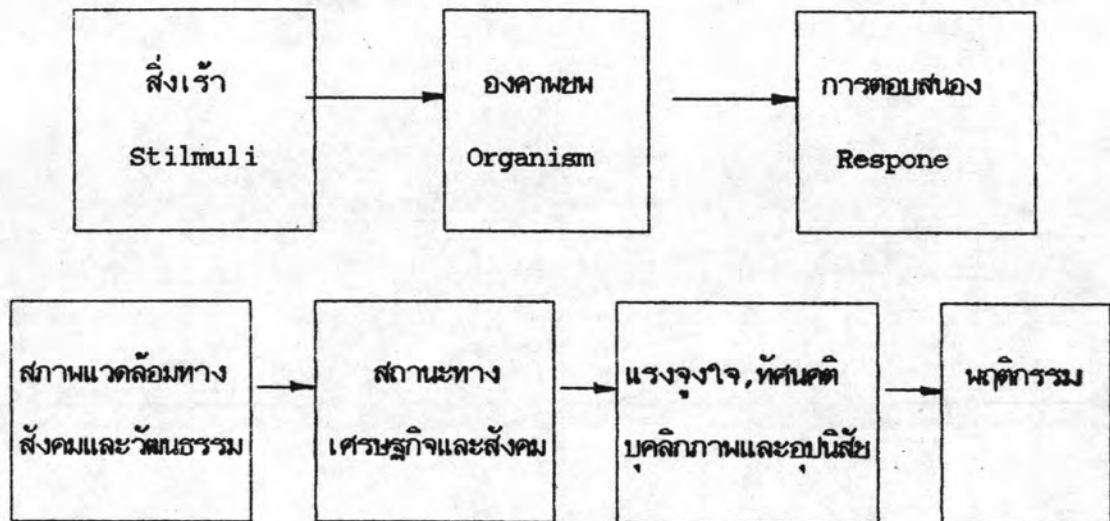 สิ่งเร้า
Stilmuli
องคาพยพ
Organism
การตอบสนอง
Respone
สภาพแวดล้อมทาง
สังคมและวัฒนธรรม
สถานะทาง
เศรษฐกิจและสังคม
แรงจูงใจ,ทัศนคติ
บุคลิกภาพและอุปนิสัย
พฤติกรรม